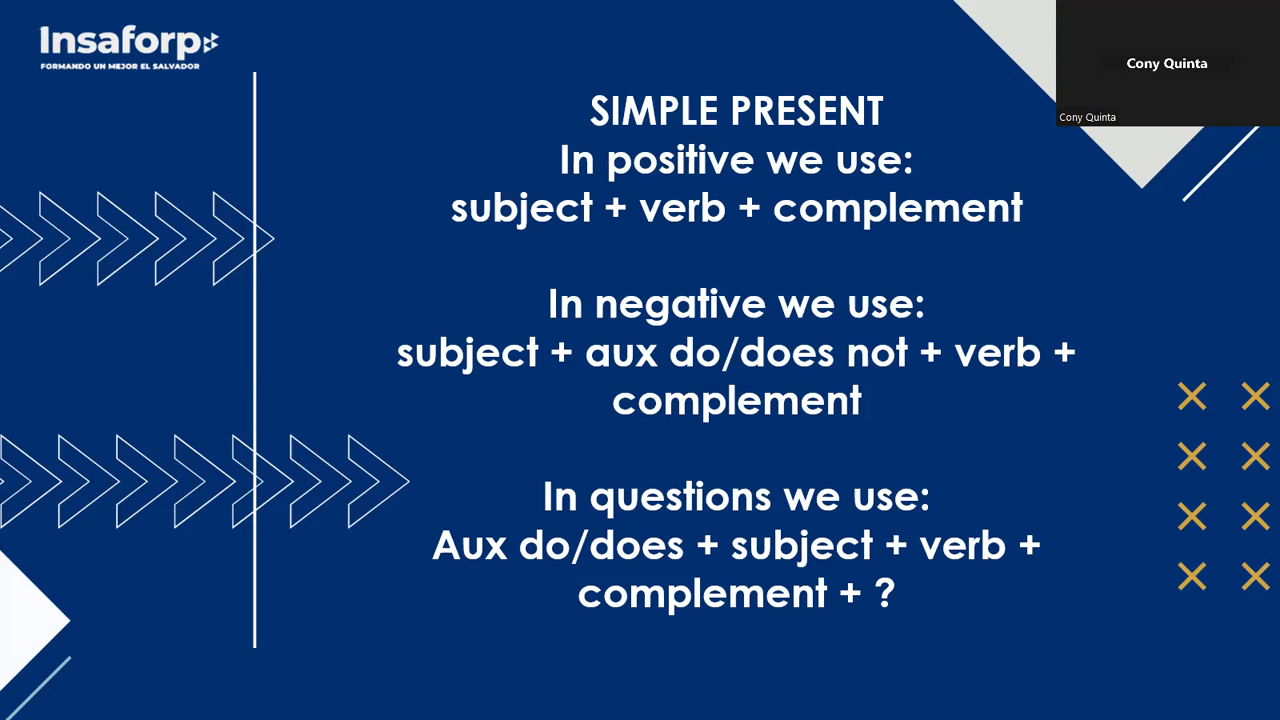 Insaforp
FORMANDO UN MEJOR EL SALVADOR
Cony Quinta
Cony Quinta
SIMPLE PRESENT
In positive we use:
subject + verb + complement
In negative we use:
subject + aux do/does not + verb +
complement
In questions we use:
Aux do/does + subject + verb +
complement + ?